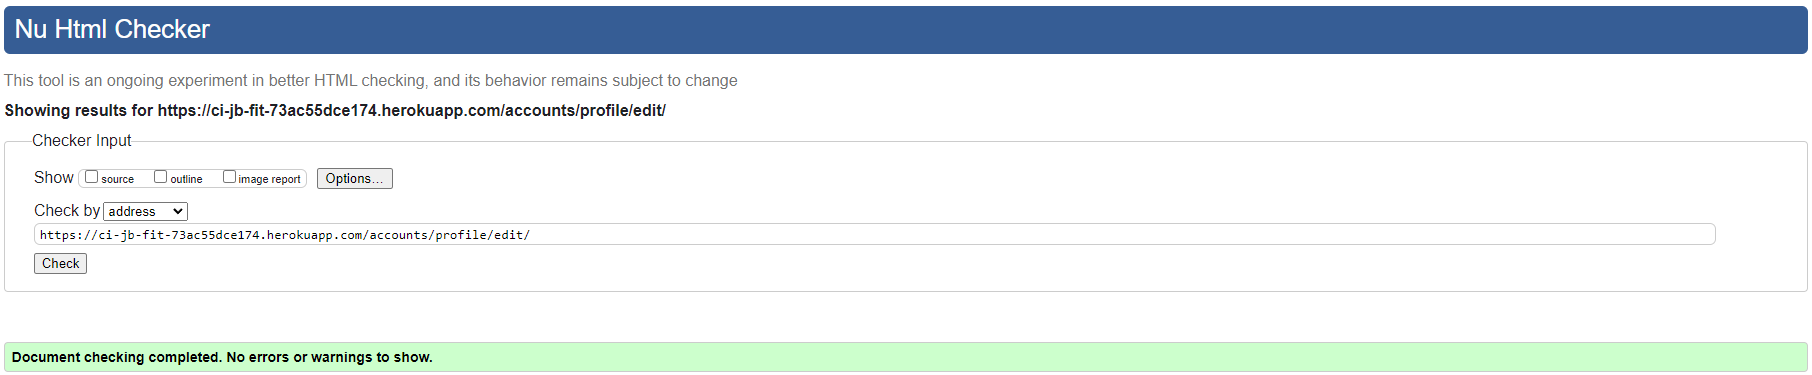 Nu Html Checker
This tool is an ongoing experiment in better HTML checking, and its behavior remains subject to change
Showing results for https://ci-jb-fit-73ac55dce174.herokuapp.com/accounts/profile/edit/
Checker Input
Show source outline image report Options...
Check by address
https://ci-jb-fit-73ac55dce174.herokuapp.com/accounts/profile/edit/
Check
Document checking completed. No errors or warnings to show.